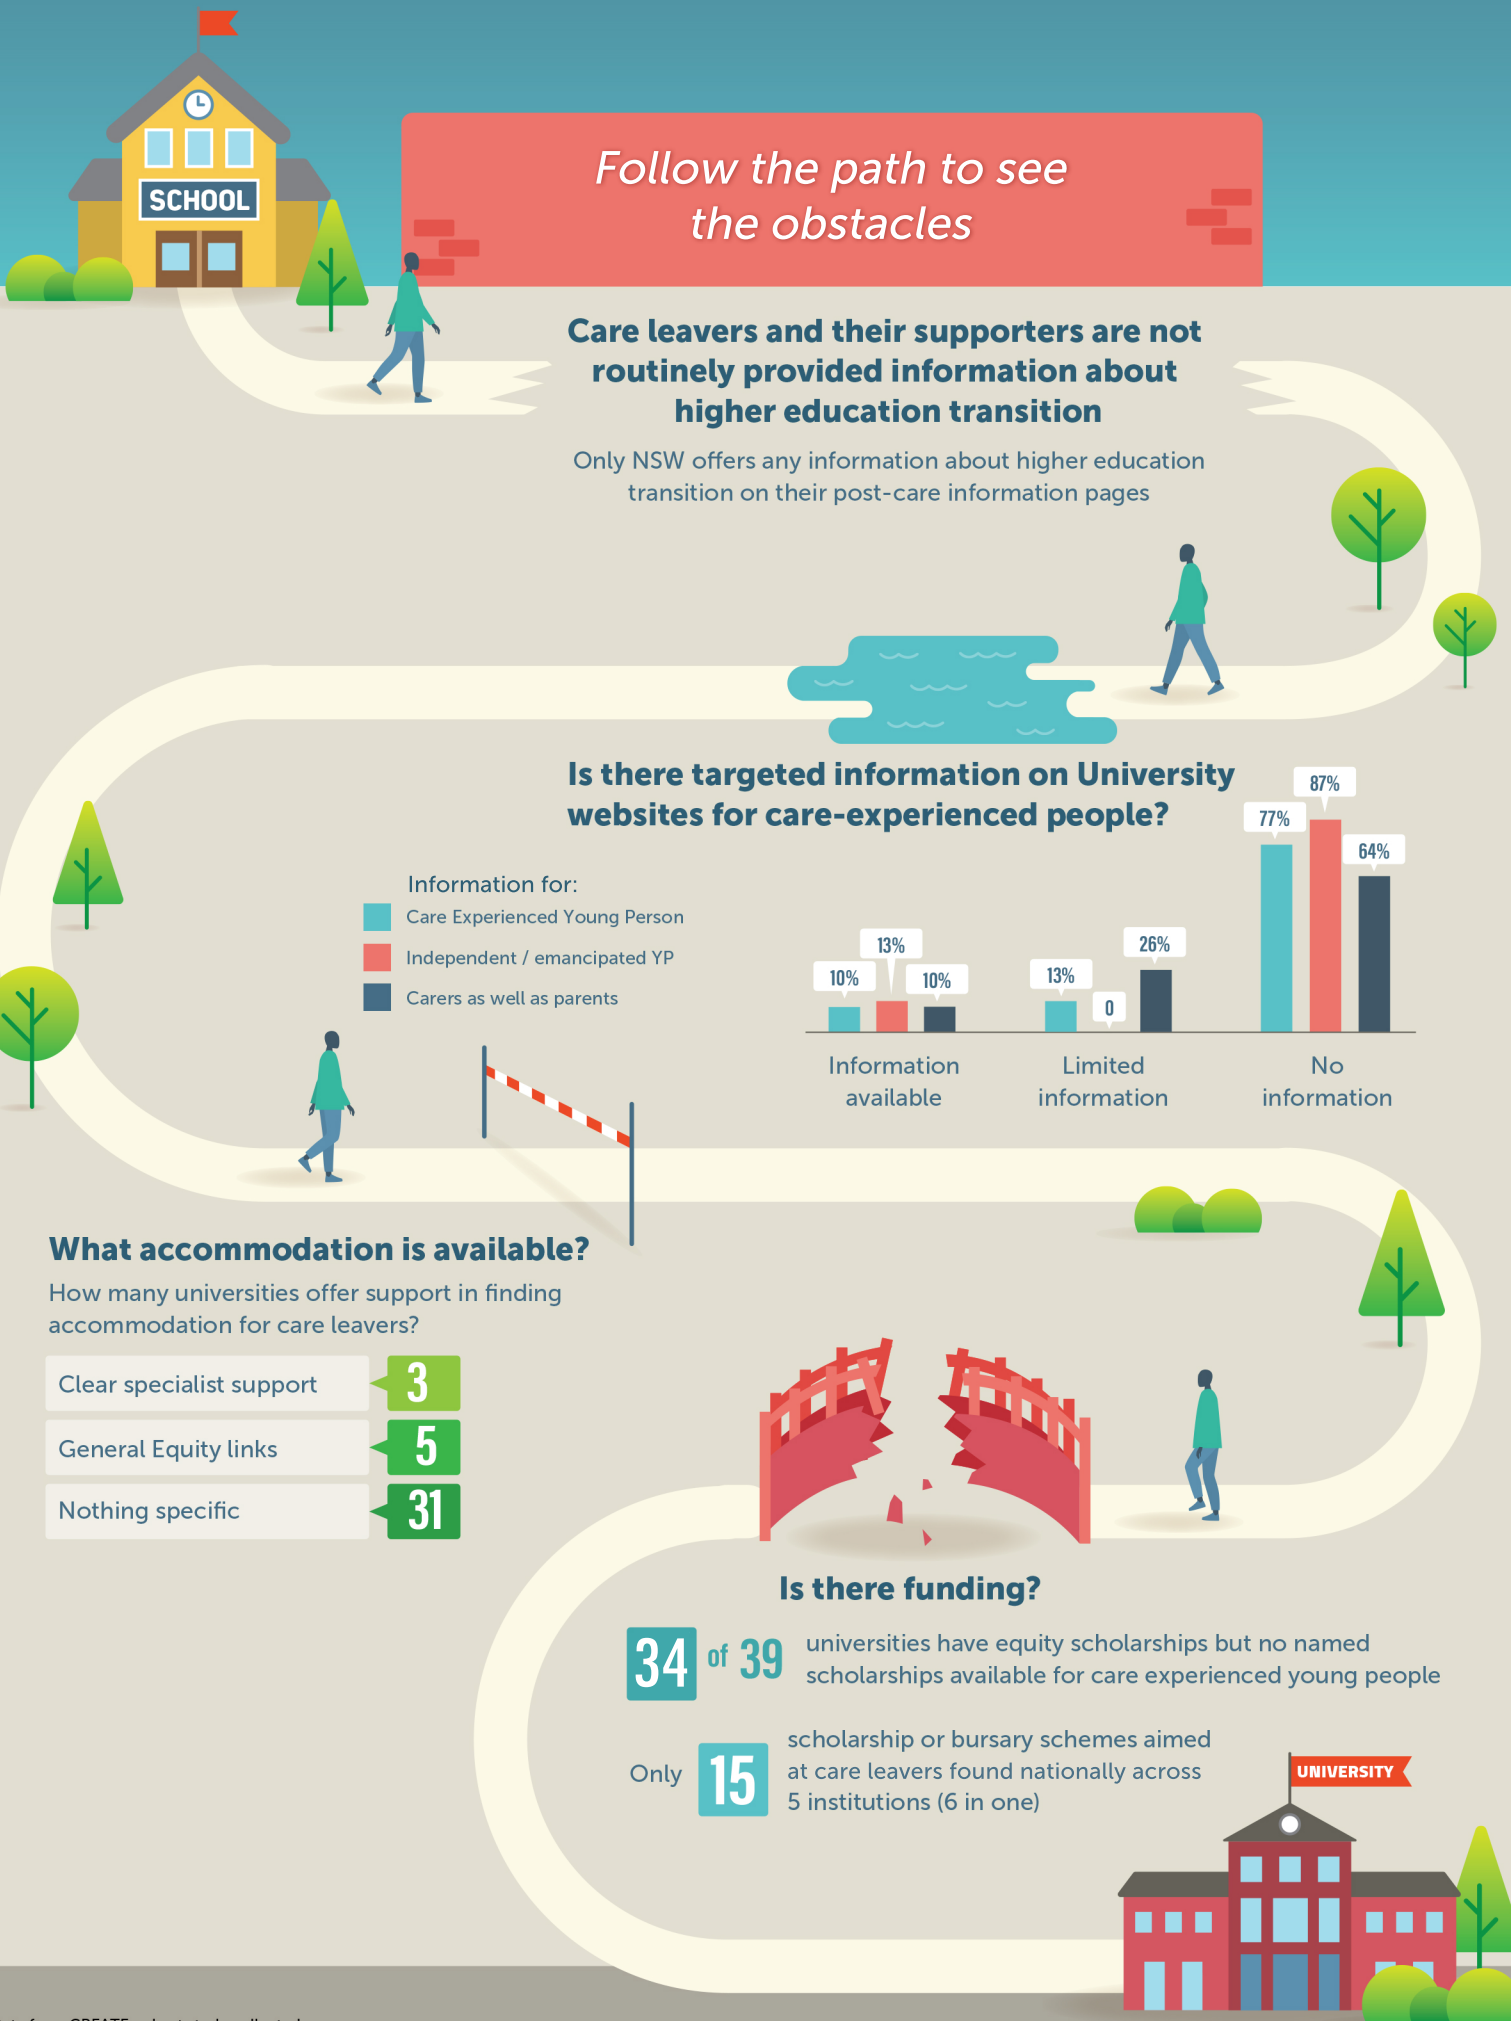 SCHOOL
Follow the path to see
the obstacles
Care leavers and their supporters are not
routinely provided information about
higher education transition
Only NSW offers any information about higher education
transition on their post-care information pages
Is there targeted information on University
websites for care-experienced people?
Information for:
Care Experienced Young Person
Independent / emancipated YP
Carers as well as parents
10%
13%
10%
13%
0
26%
77%
87%
64%
Information
available
Limited
information
No
information
What accommodation is available?
How many universities offer support in finding
accommodation for care leavers?
Clear specialist support 3
General Equity links 5
Nothing specific 31
Is there funding?
34 of 39 universities have equity scholarships but no named
scholarships available for care experienced young people
Only 15 scholarship or bursary schemes aimed
at care leavers found nationally across
5 institutions (6 in one)
UNIVERSITY